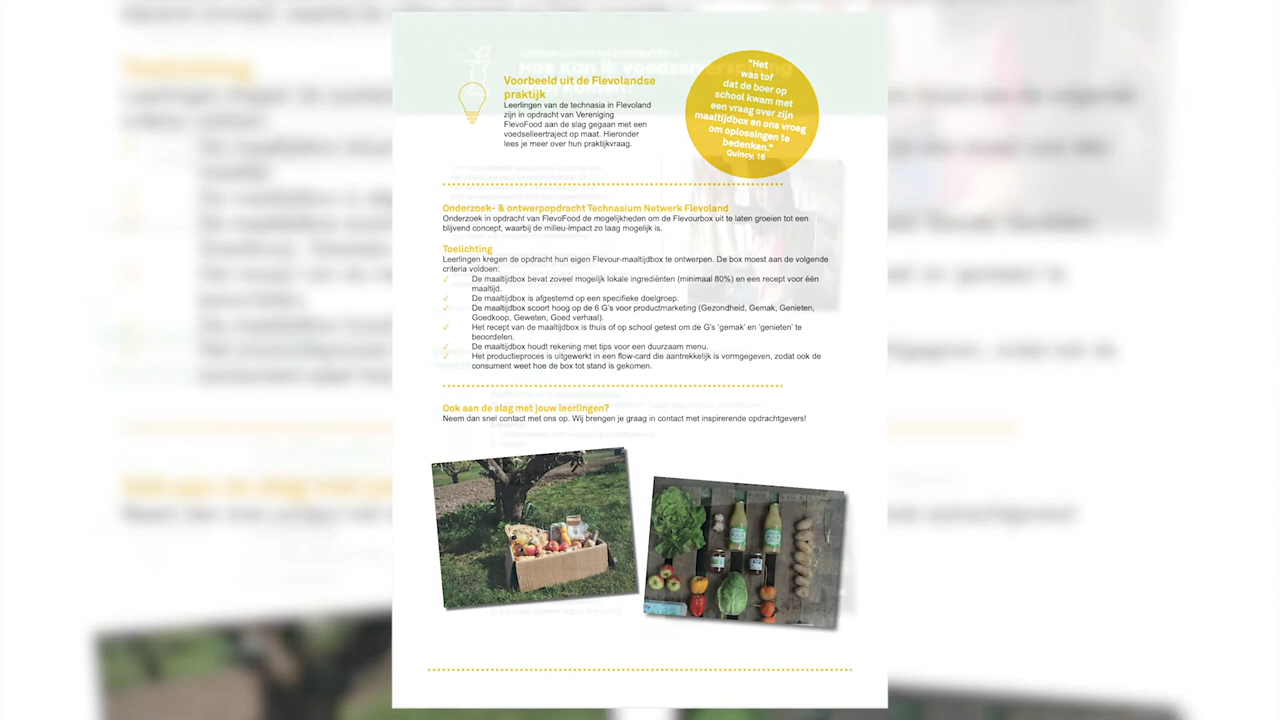 Voorbeeld uit de Flevolandse
praktijk
Leerlingen van de technasia in Flevoland
zijn in opdracht van Vereniging
FlevoFood aan de slag gegaan met een
voedselleertraject op maat. Hieronder
lees je meer over hun praktijkvraag.
"Het
was tof
dat de boer op
school kwam met
een vraag over zijn
maaltijdbox en ons vroeg
om oplossingen te
bedenken."
Quincy, 16
Onderzoek- & ontwerpopdracht Technasium Netwerk Flevoland
Onderzoek in opdracht van FlevoFood de mogelijkheden om de Flevourbox uit te laten groeien tot een
blijvend concept, waarbij de milieu-impact zo laag mogelijk is.
Toelichting
Leerlingen kregen de opdracht hun eigen Flevour-maaltijdbox te ontwerpen. De box moest aan de volgende
criteria voldoen:
✓ De maaltijdbox bevat zoveel mogelijk lokale ingrediënten (minimaal 80%) en een recept voor één
maaltijd.
✓ De maaltijdbox is afgestemd op een specifieke doelgroep.
✓ De maaltijdbox scoort hoog op de 6 G's voor productmarketing (Gezondheid, Gemak, Genieten,
Goedkoop, Geweten, Goed verhaal).
✓ Het recept van de maaltijdbox is thuis of op school getest om de G's 'gemak' en 'genieten' te
beoordelen.
✓ De maaltijdbox houdt rekening met tips voor een duurzaam menu.
✓ Het productieproces is uitgewerkt in een flow-card die aantrekkelijk is vormgegeven, zodat ook de
consument weet hoe de box tot stand is gekomen.
Ook aan de slag met jouw leerlingen?
Neem dan snel contact met ons op. Wij brengen je graag in contact met inspirerende opdrachtgevers!